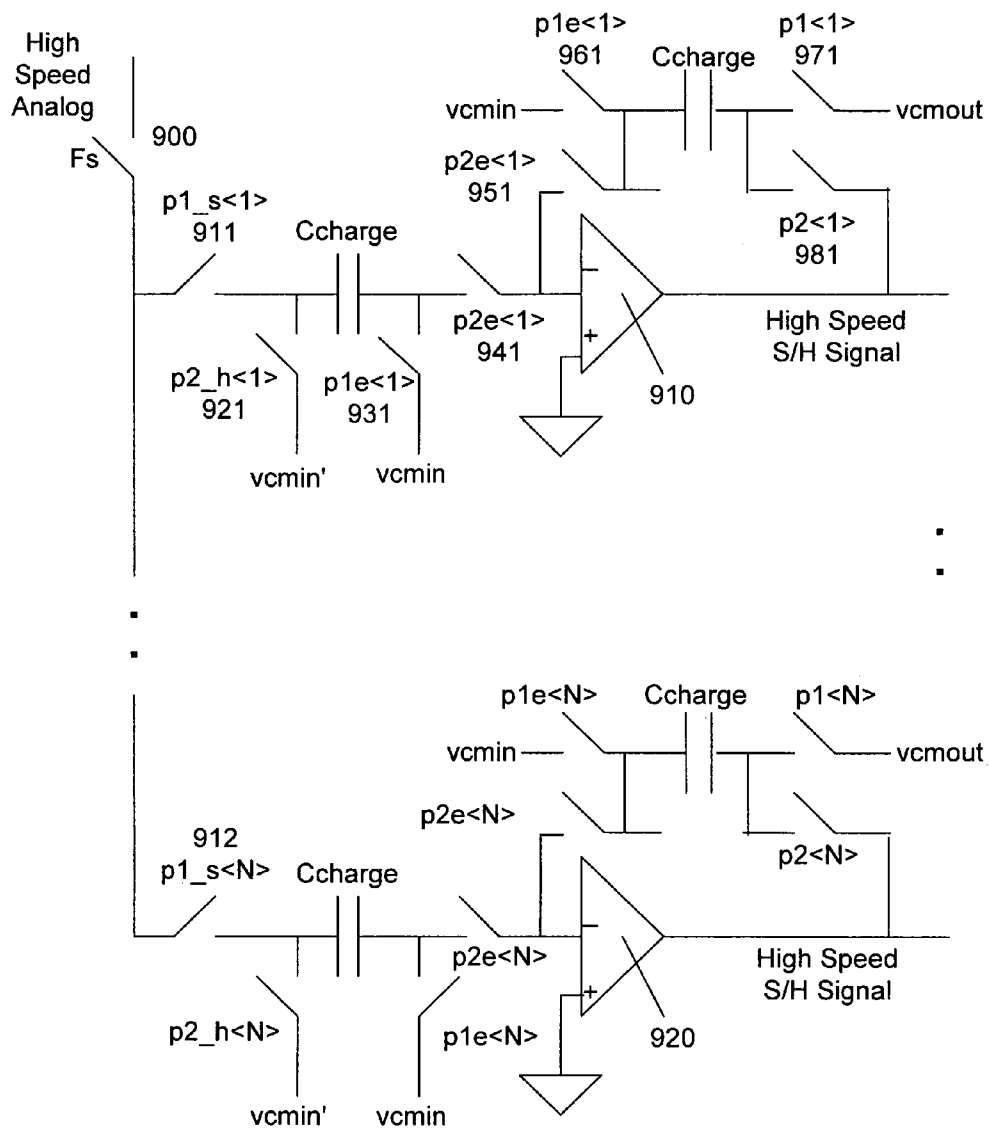 High
Speed
Analog
900
Fs
p1e<1>
961
Ccharge
p1<1>
971
vcmin
vcmout
p2e<1>
951
p2<1>
981
p1_s<1>
911
Ccharge
p2e<1>
941
−
+
910
High Speed
S/H Signal
p2_h<1>
921
p1e<1>
931
vcmin'
vcmin
p1e<N>
Ccharge
p1<N>
vcmin
vcmout
p2e<N>
p2<N>
912
p1_s<N>
Ccharge
p2e<N>
−
+
920
High Speed
S/H Signal
p2_h<N>
p1e<N>
vcmin'
vcmin